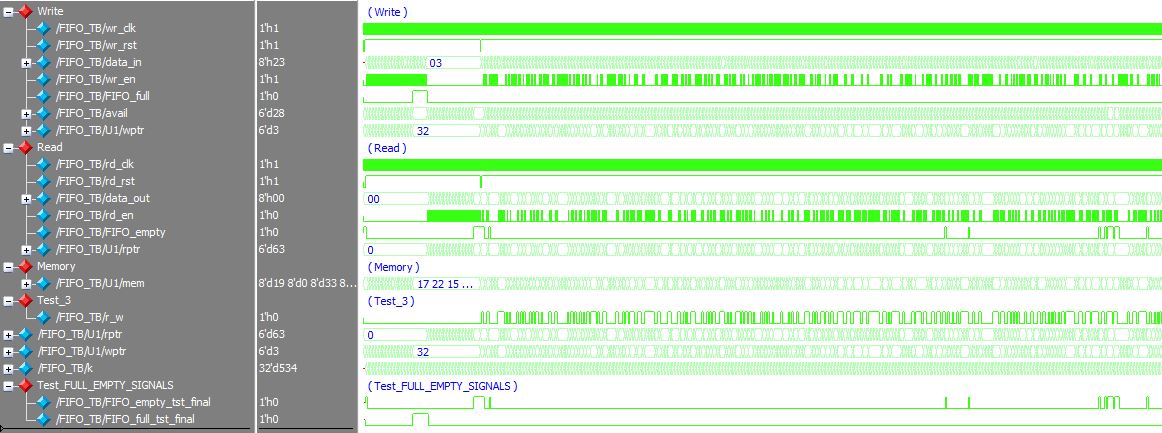 Write 1'h1 ( Write )
/FIFO_TB/wr_clk 1'h1
/FIFO_TB/wr_rst 1'h1
/FIFO_TB/data_in 8'h23 03
/FIFO_TB/wr_en 1'h1
/FIFO_TB/FIFO_full 1'h0
/FIFO_TB/avail 6'd28
/FIFO_TB/U1/wptr 6'd3 32
Read ( Read )
/FIFO_TB/rd_clk 1'h1
/FIFO_TB/rd_rst 1'h1
/FIFO_TB/data_out 8'h00 00
/FIFO_TB/rd_en 1'h0
/FIFO_TB/FIFO_empty 1'h0
/FIFO_TB/U1/rptr 6'd63 0
Memory ( Memory )
/FIFO_TB/U1/mem 8'd19 8'd0 8'd33 8... 17 22 15 ...
Test_3 ( Test_3 )
/FIFO_TB/r_w 1'h0
/FIFO_TB/U1/rptr 6'd63 0
/FIFO_TB/U1/wptr 6'd3 32
/FIFO_TB/k 32'd534
Test_FULL_EMPTY_SIGNALS ( Test_FULL_EMPTY_SIGNALS )
/FIFO_TB/FIFO_empty_tst_final 1'h0
/FIFO_TB/FIFO_full_tst_final 1'h0